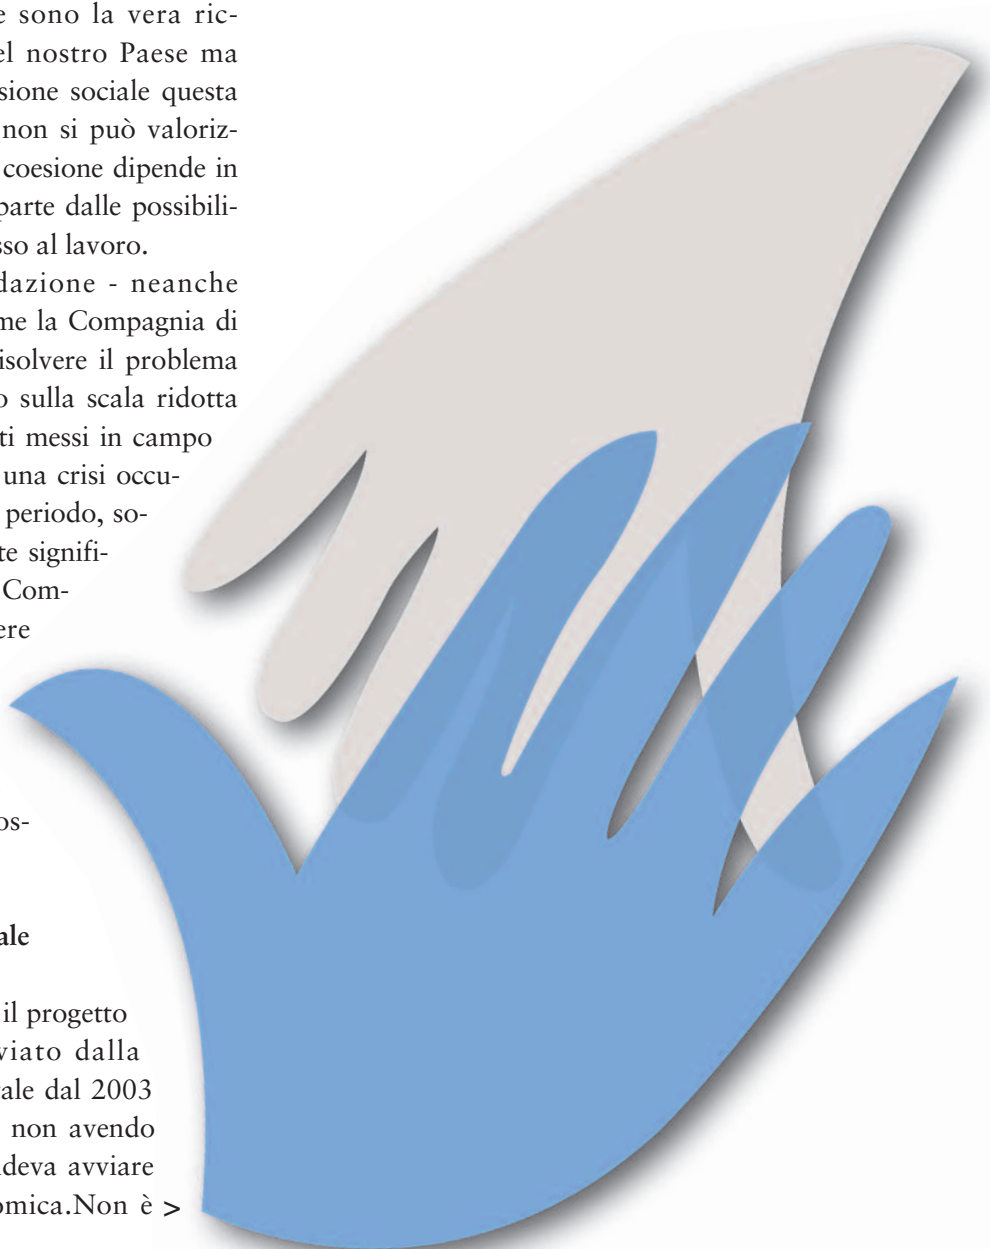 e sono la vera ric-
el nostro Paese ma
sione sociale questa
non si può valoriz-
coesione dipende in
parte dalle possibili-
sso al lavoro.
dazione - neanche
me la Compagnia di
isolvere il problema
o sulla scala ridotta
ti messi in campo
una crisi occu-
periodo, so-
te signifi-
Com-
ere
os-
ale
il progetto
viato dalla
ale dal 2003
non avendo
deva avviare
omica.Non è >